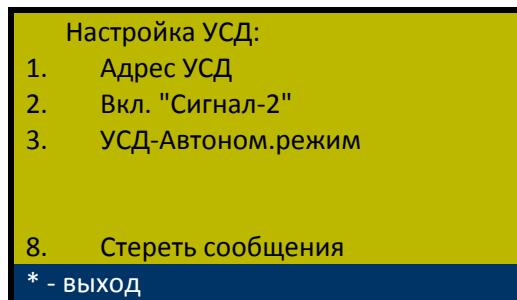 Настройка УСД:
1. Адрес УСД
2. Вкл. "Сигнал-2"
3. УСД-Автоном.режим
8. Стереть сообщения
* - выход